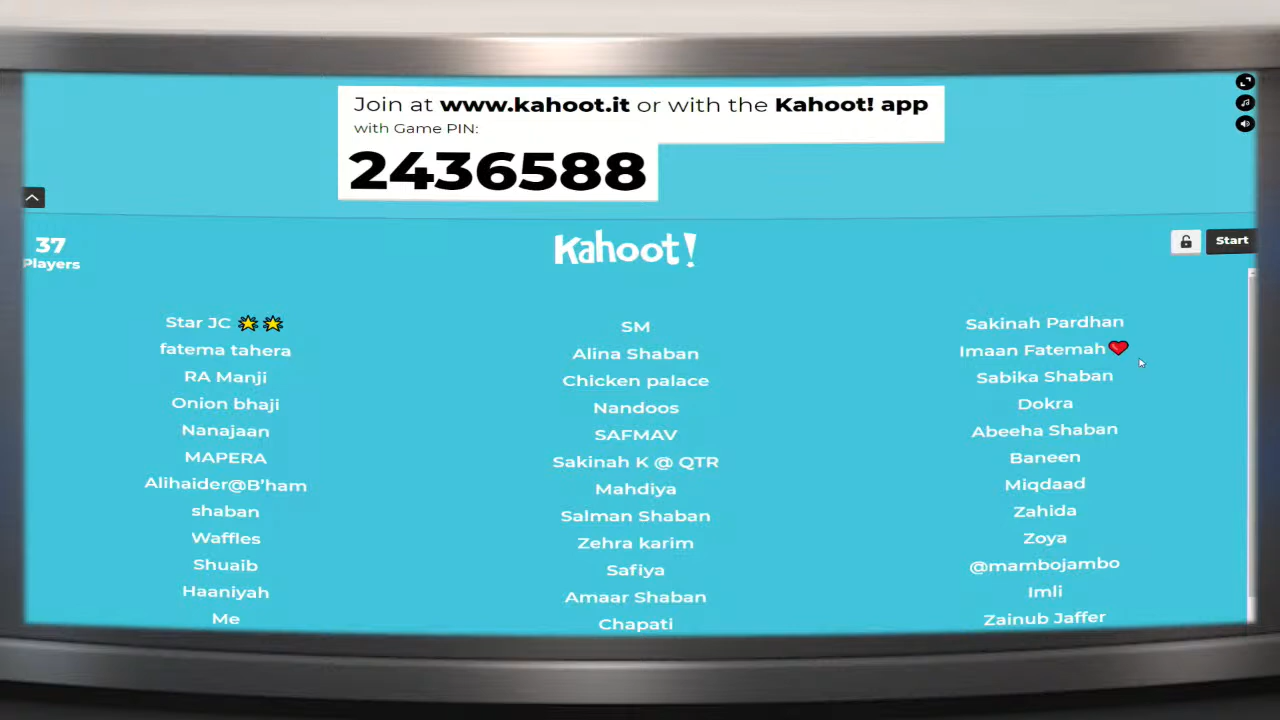 Join at www.kahoot.it or with the Kahoot! app
with Game PIN:
2436588
37
Players
Kahoot!
Start
Star JC 🌟 🌟
SM
Sakinah Pardhan
fatema tahera
Alina Shaban
Imaan Fatemah❤️
RA Manji
Chicken palace
Sabika Shaban
Onion bhaji
Nandoos
Dokra
Nanajaan
SAFMAV
Abeeha Shaban
MAPERA
Sakinah K @ QTR
Baneen
Alihaider@B'ham
Mahdiya
Miqdaad
shaban
Salman Shaban
Zahida
Waffles
Zehra karim
Zoya
Shuaib
Safiya
@mambojambo
Haaniyah
Amaar Shaban
Imli
Me
Chapati
Zainub Jaffer